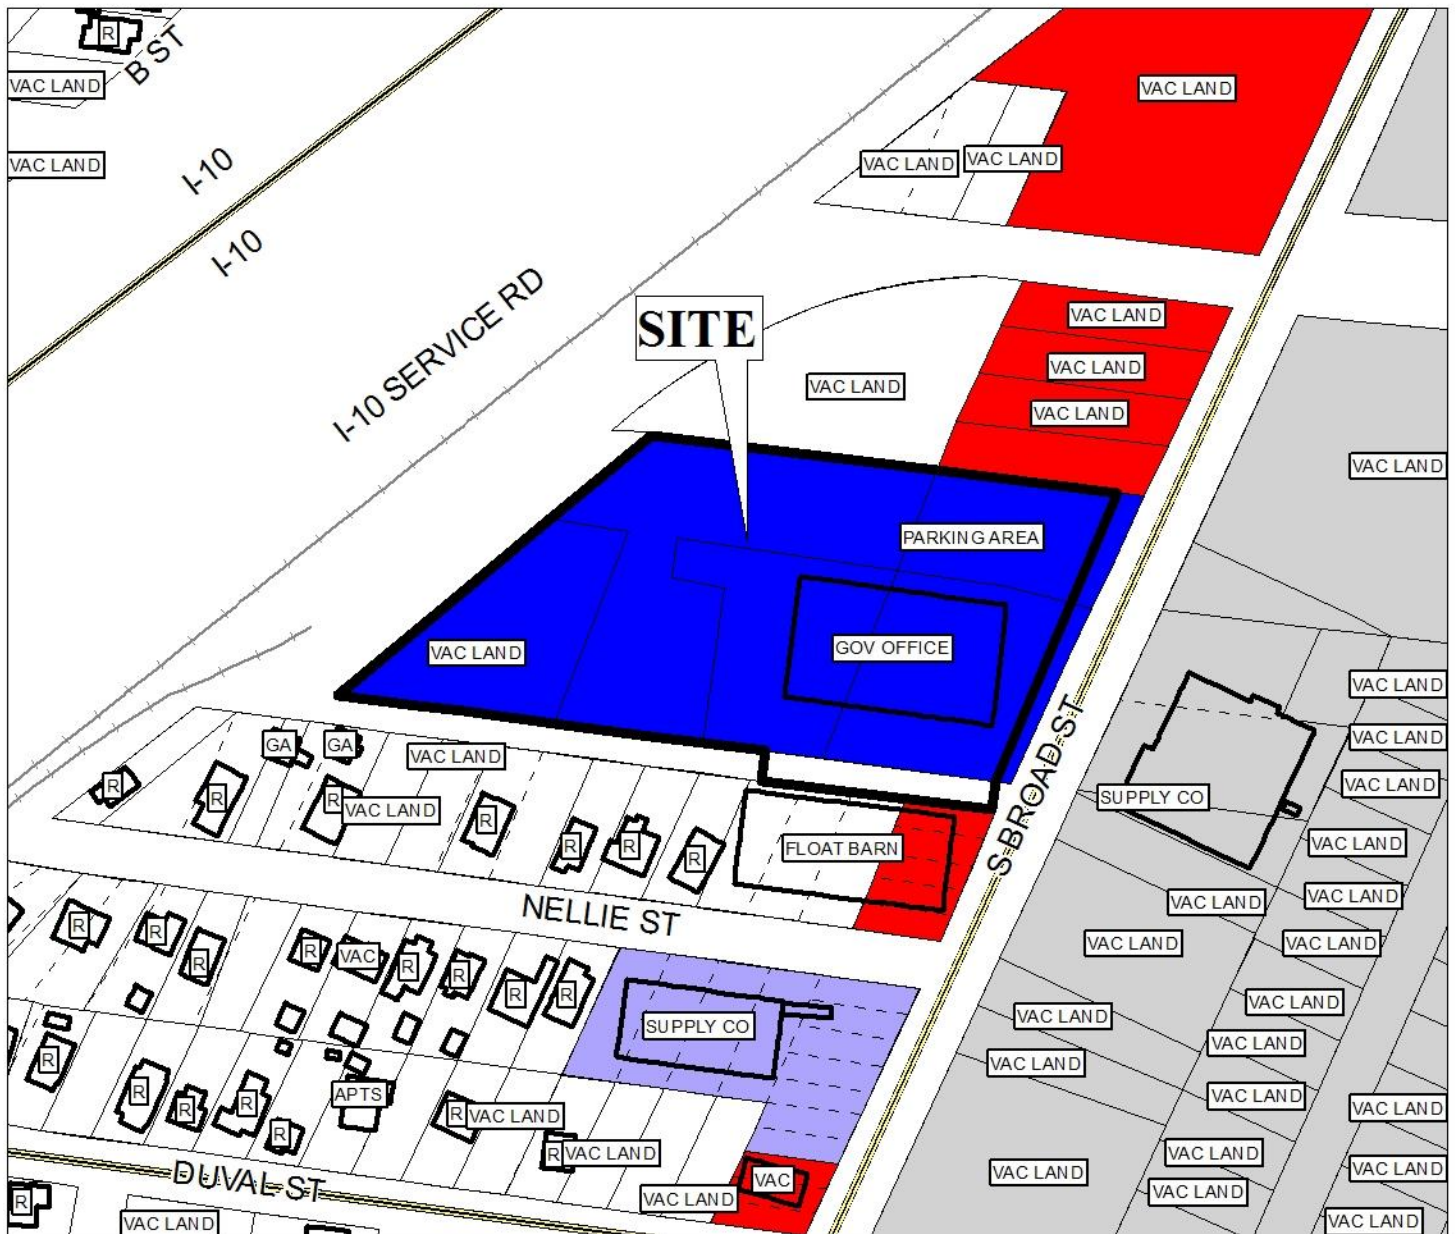 R
B ST
VAC LAND
VAC LAND
VAC LAND
VAC LAND
VAC LAND
I-10
I-10
I-10 SERVICE RD
SITE
VAC LAND
VAC LAND
VAC LAND
VAC LAND
VAC LAND
PARKING AREA
GOV OFFICE
VAC LAND
VAC LAND
S BROAD ST
VAC LAND
VAC LAND
VAC LAND
SUPPLY CO
GA
GA
VAC LAND
R
R
R
VAC LAND
R
R
R
R
FLOAT BARN
VAC LAND
VAC LAND
VAC LAND
NELLIE ST
VAC LAND
VAC LAND
R
R
R
R
VAC
R
R
R
R
SUPPLY CO
VAC LAND
VAC LAND
VAC LAND
VAC LAND
R
R
R
R
R
APTS
R
VAC LAND
VAC LAND
VAC LAND
R
VAC LAND
VAC LAND
VAC LAND
VAC LAND
VAC
VAC LAND
VAC LAND
DUVAL ST
R
VAC LAND
VAC LAND